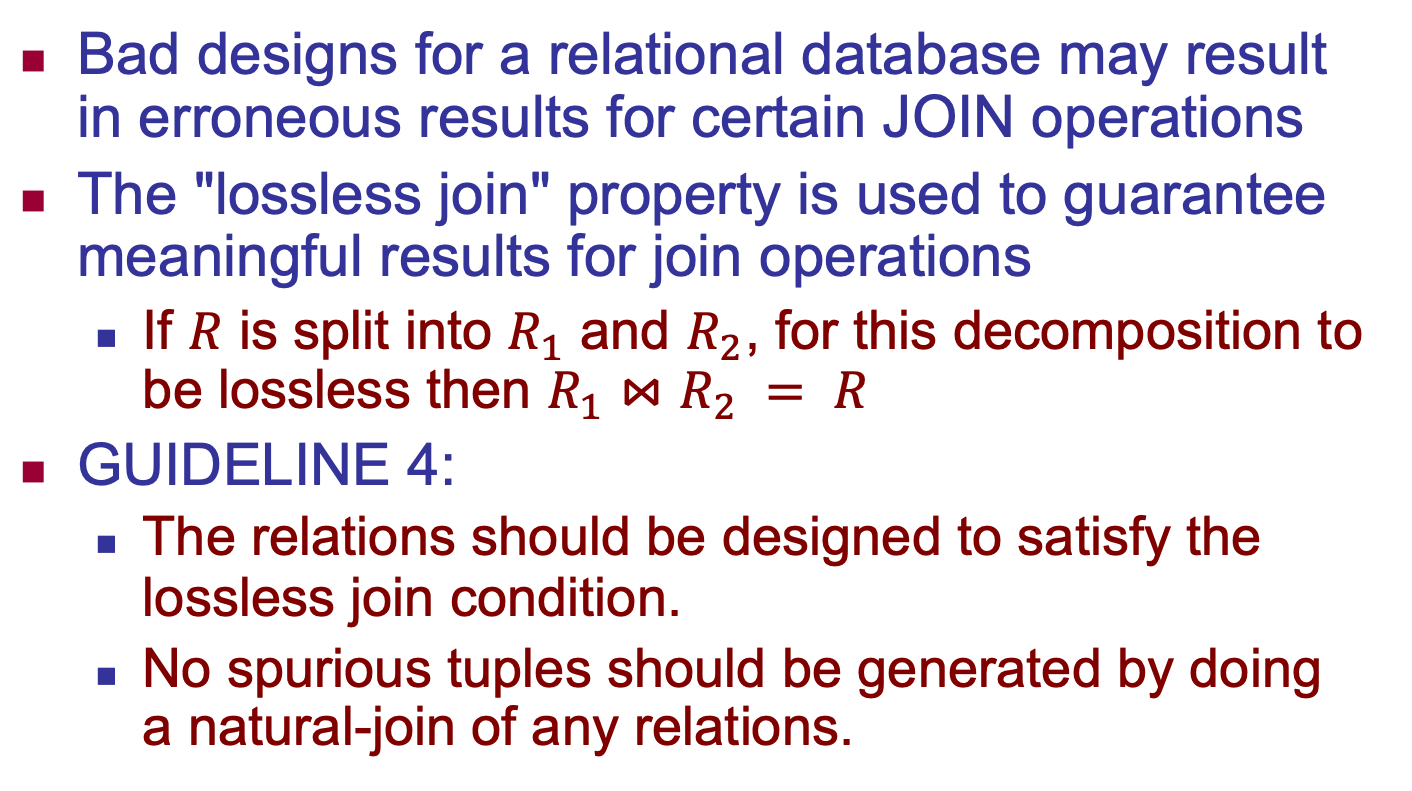 Bad designs for a relational database may result
in erroneous results for certain JOIN operations
The "lossless join" property is used to guarantee
meaningful results for join operations
If R is split into R₁ and R₂, for this decomposition to
be lossless then R₁ ⋈ R₂ = R
GUIDELINE 4:
The relations should be designed to satisfy the
lossless join condition.
No spurious tuples should be generated by doing
a natural-join of any relations.